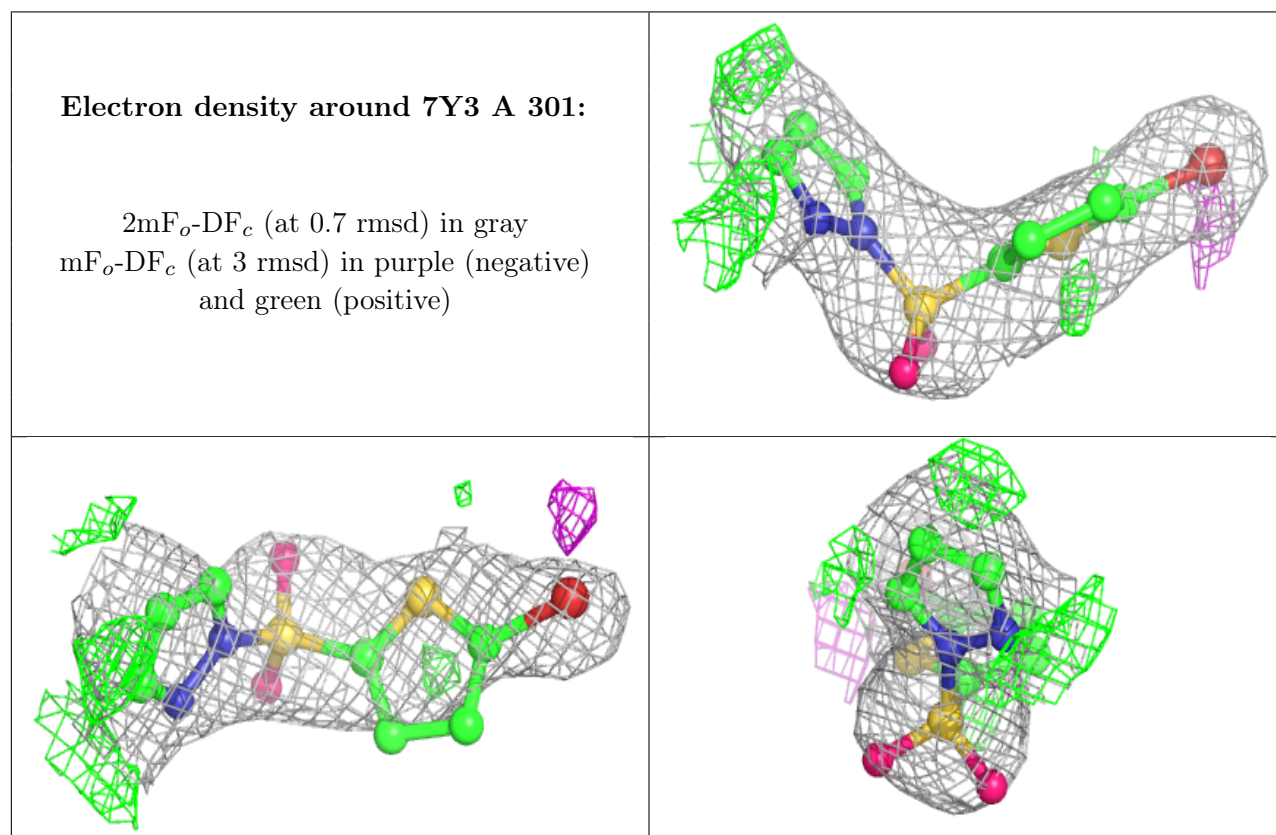 Electron density around 7Y3 A 301:
2mFo-DFc (at 0.7 rmsd) in gray
mFo-DFc (at 3 rmsd) in purple (negative)
and green (positive)